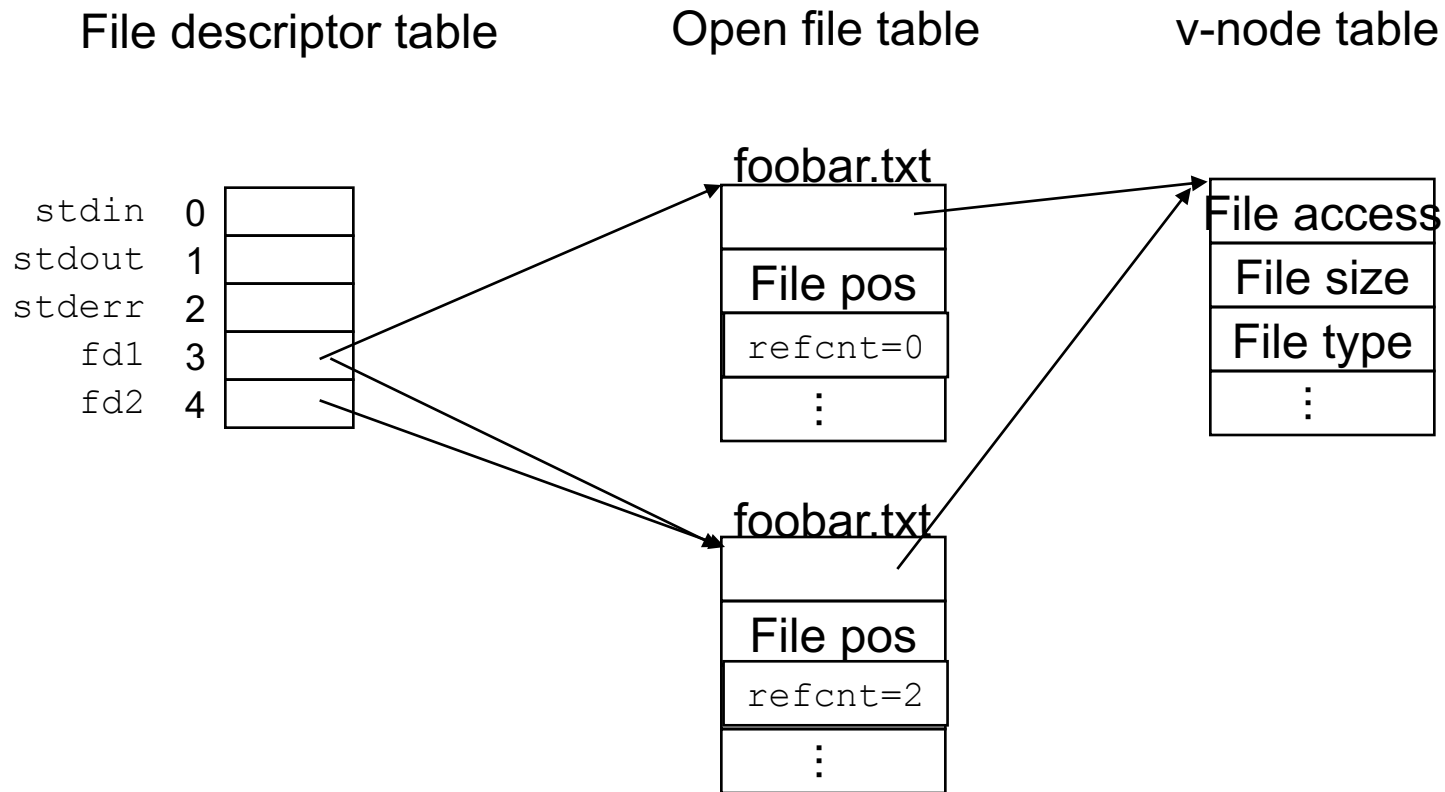 File descriptor table
Open file table
v-node table
stdin 0
stdout 1
stderr 2
fd1 3
fd2 4
foobar.txt
File pos
refcnt=0
⋮
foobar.txt
File pos
refcnt=2
⋮
File access
File size
File type
⋮